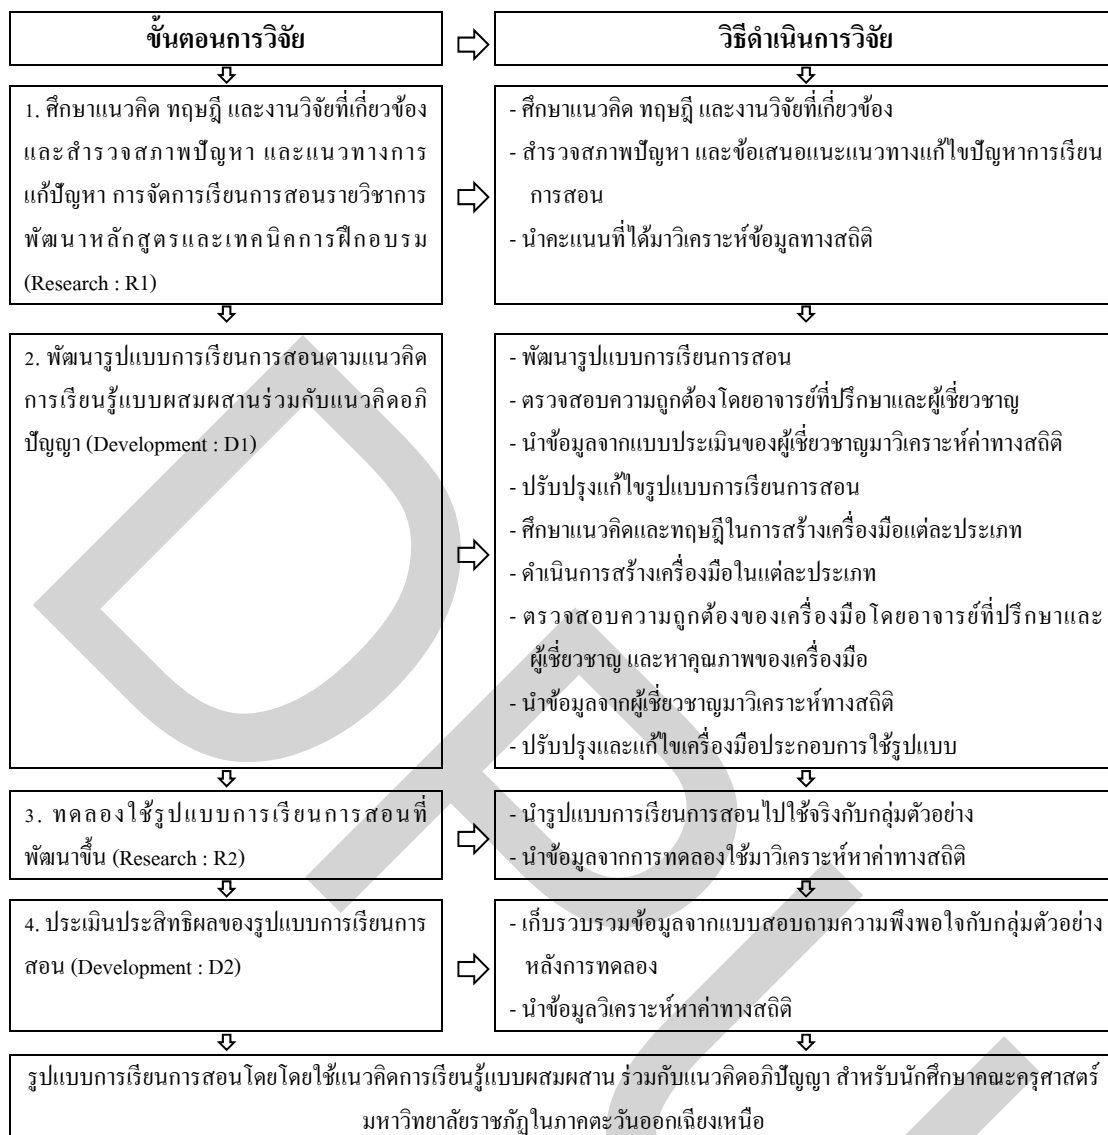 ขั้นตอนการวิจัย
วิธีดำเนินการวิจัย
1. ศึกษาแนวคิด ทฤษฎี และงานวิจัยที่เกี่ยวข้อง
และสำรวจสภาพปัญหา และแนวทางการ
แก้ปัญหา การจัดการเรียนการสอนรายวิชาการ
พัฒนาหลักสูตรและเทคนิคการฝึกอบรม
(Research : R1)
- ศึกษาแนวคิด ทฤษฎี และงานวิจัยที่เกี่ยวข้อง
- สำรวจสภาพปัญหา และข้อเสนอแนะแนวทางแก้ไขปัญหาการเรียน
การสอน
- นำคะแนนที่ได้มาวิเคราะห์ข้อมูลทางสถิติ
2. พัฒนารูปแบบการเรียนการสอนตามแนวคิด
การเรียนรู้แบบผสมผสานร่วมกับแนวคิดอภิ
ปัญญา (Development : D1)
- พัฒนารูปแบบการเรียนการสอน
- ตรวจสอบความถูกต้องโดยอาจารย์ที่ปรึกษาและผู้เชี่ยวชาญ
- นำข้อมูลจากแบบประเมินของผู้เชี่ยวชาญมาวิเคราะห์ค่าทางสถิติ
- ปรับปรุงแก้ไขรูปแบบการเรียนการสอน
- ศึกษาแนวคิดและทฤษฎีในการสร้างเครื่องมือแต่ละประเภท
- ดำเนินการสร้างเครื่องมือในแต่ละประเภท
- ตรวจสอบความถูกต้องของเครื่องมือโดยอาจารย์ที่ปรึกษาและ
ผู้เชี่ยวชาญ และหาคุณภาพของเครื่องมือ
- นำข้อมูลจากผู้เชี่ยวชาญมาวิเคราะห์ทางสถิติ
- ปรับปรุงและแก้ไขเครื่องมือประกอบการใช้รูปแบบ
3. ทดลองใช้รูปแบบการเรียนการสอนที่
พัฒนาขึ้น (Research : R2)
- นำรูปแบบการเรียนการสอนไปใช้จริงกับกลุ่มตัวอย่าง
- นำข้อมูลจากการทดลองใช้มาวิเคราะห์หาค่าทางสถิติ
4. ประเมินประสิทธิผลของรูปแบบการเรียนการ
สอน (Development : D2)
- เก็บรวบรวมข้อมูลจากแบบสอบถามความพึงพอใจกับกลุ่มตัวอย่าง
หลังการทดลอง
- นำข้อมูลวิเคราะห์หาค่าทางสถิติ
รูปแบบการเรียนการสอนโดยโดยใช้แนวคิดการเรียนรู้แบบผสมผสาน ร่วมกับแนวคิดอภิปัญญา สำหรับนักศึกษาคณะครุศาสตร์
มหาวิทยาลัยราชภัฏในภาคตะวันออกเฉียงเหนือ